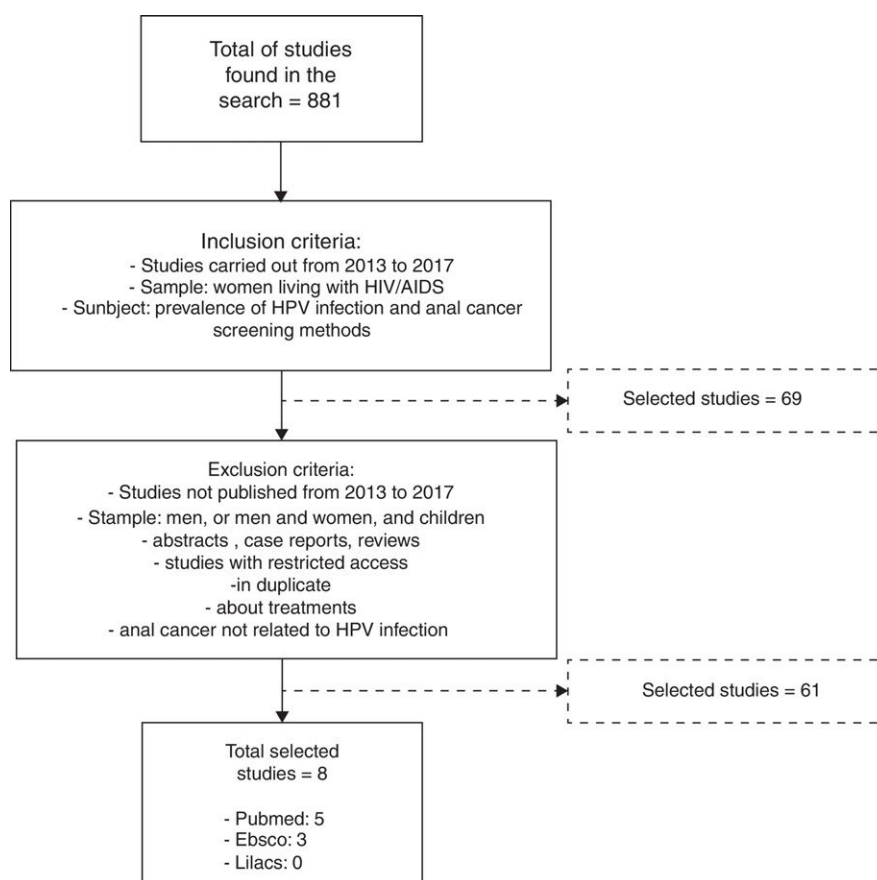 Total of studies
found in the
search = 881
Inclusion criteria:
- Studies carried out from 2013 to 2017
- Sample: women living with HIV/AIDS
- Sunbject: prevalence of HPV infection and anal cancer
screening methods
Selected studies = 69
Exclusion criteria:
- Studies not published from 2013 to 2017
- Stample: men, or men and women, and children
- abstracts , case reports, reviews
- studies with restricted access
-in duplicate
- about treatments
- anal cancer not related to HPV infection
Selected studies = 61
Total selected
studies = 8
- Pubmed: 5
- Ebsco: 3
- Lilacs: 0